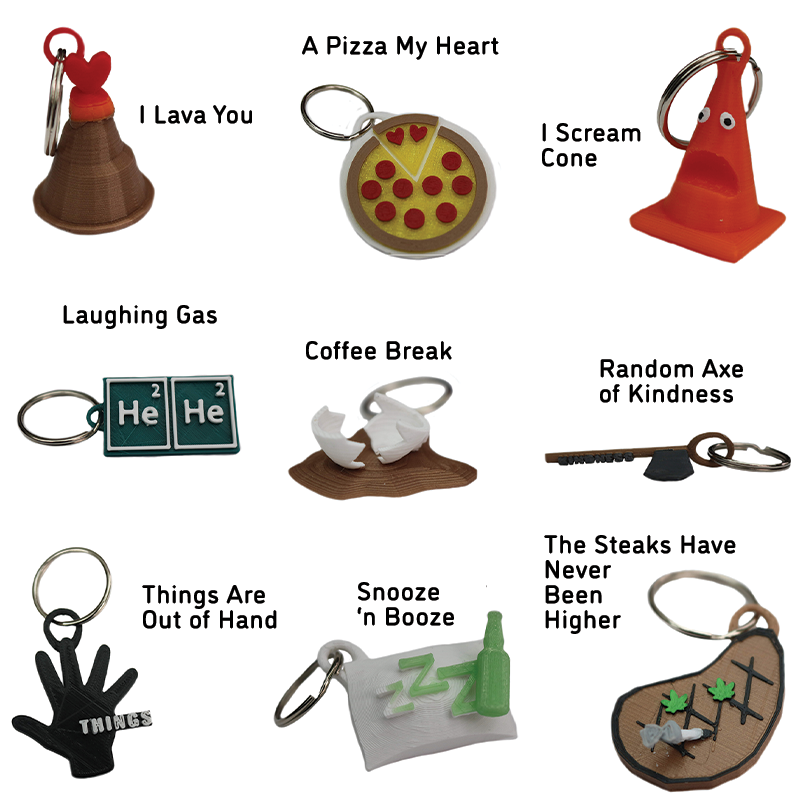 A Pizza My Heart
I Lava You
I Scream
Cone
Laughing Gas
2
He
2
He
Coffee Break
Random Axe
of Kindness
KINDNESS
Things Are
Out of Hand
THINGS
Snooze
'n Booze
Z
Z
Z
The Steaks Have
Never
Been
Higher